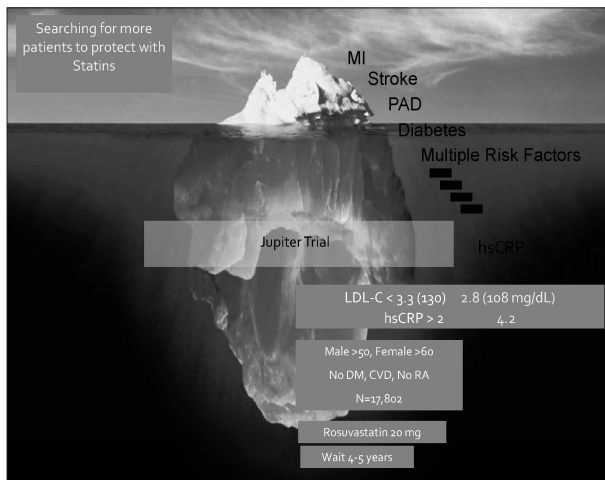 Searching for more
patients to protect with
Statins
MI
Stroke
PAD
Diabetes
Multiple Risk Factors
hsCRP
Jupiter Trial
LDL-C < 3.3 (130) 2.8 (108 mg/dL)
hsCRP > 2 4.2
Male >50, Female >60
No DM, CVD, No RA
N=17,802
Rosuvastatin 20 mg
Wait 4-5 years